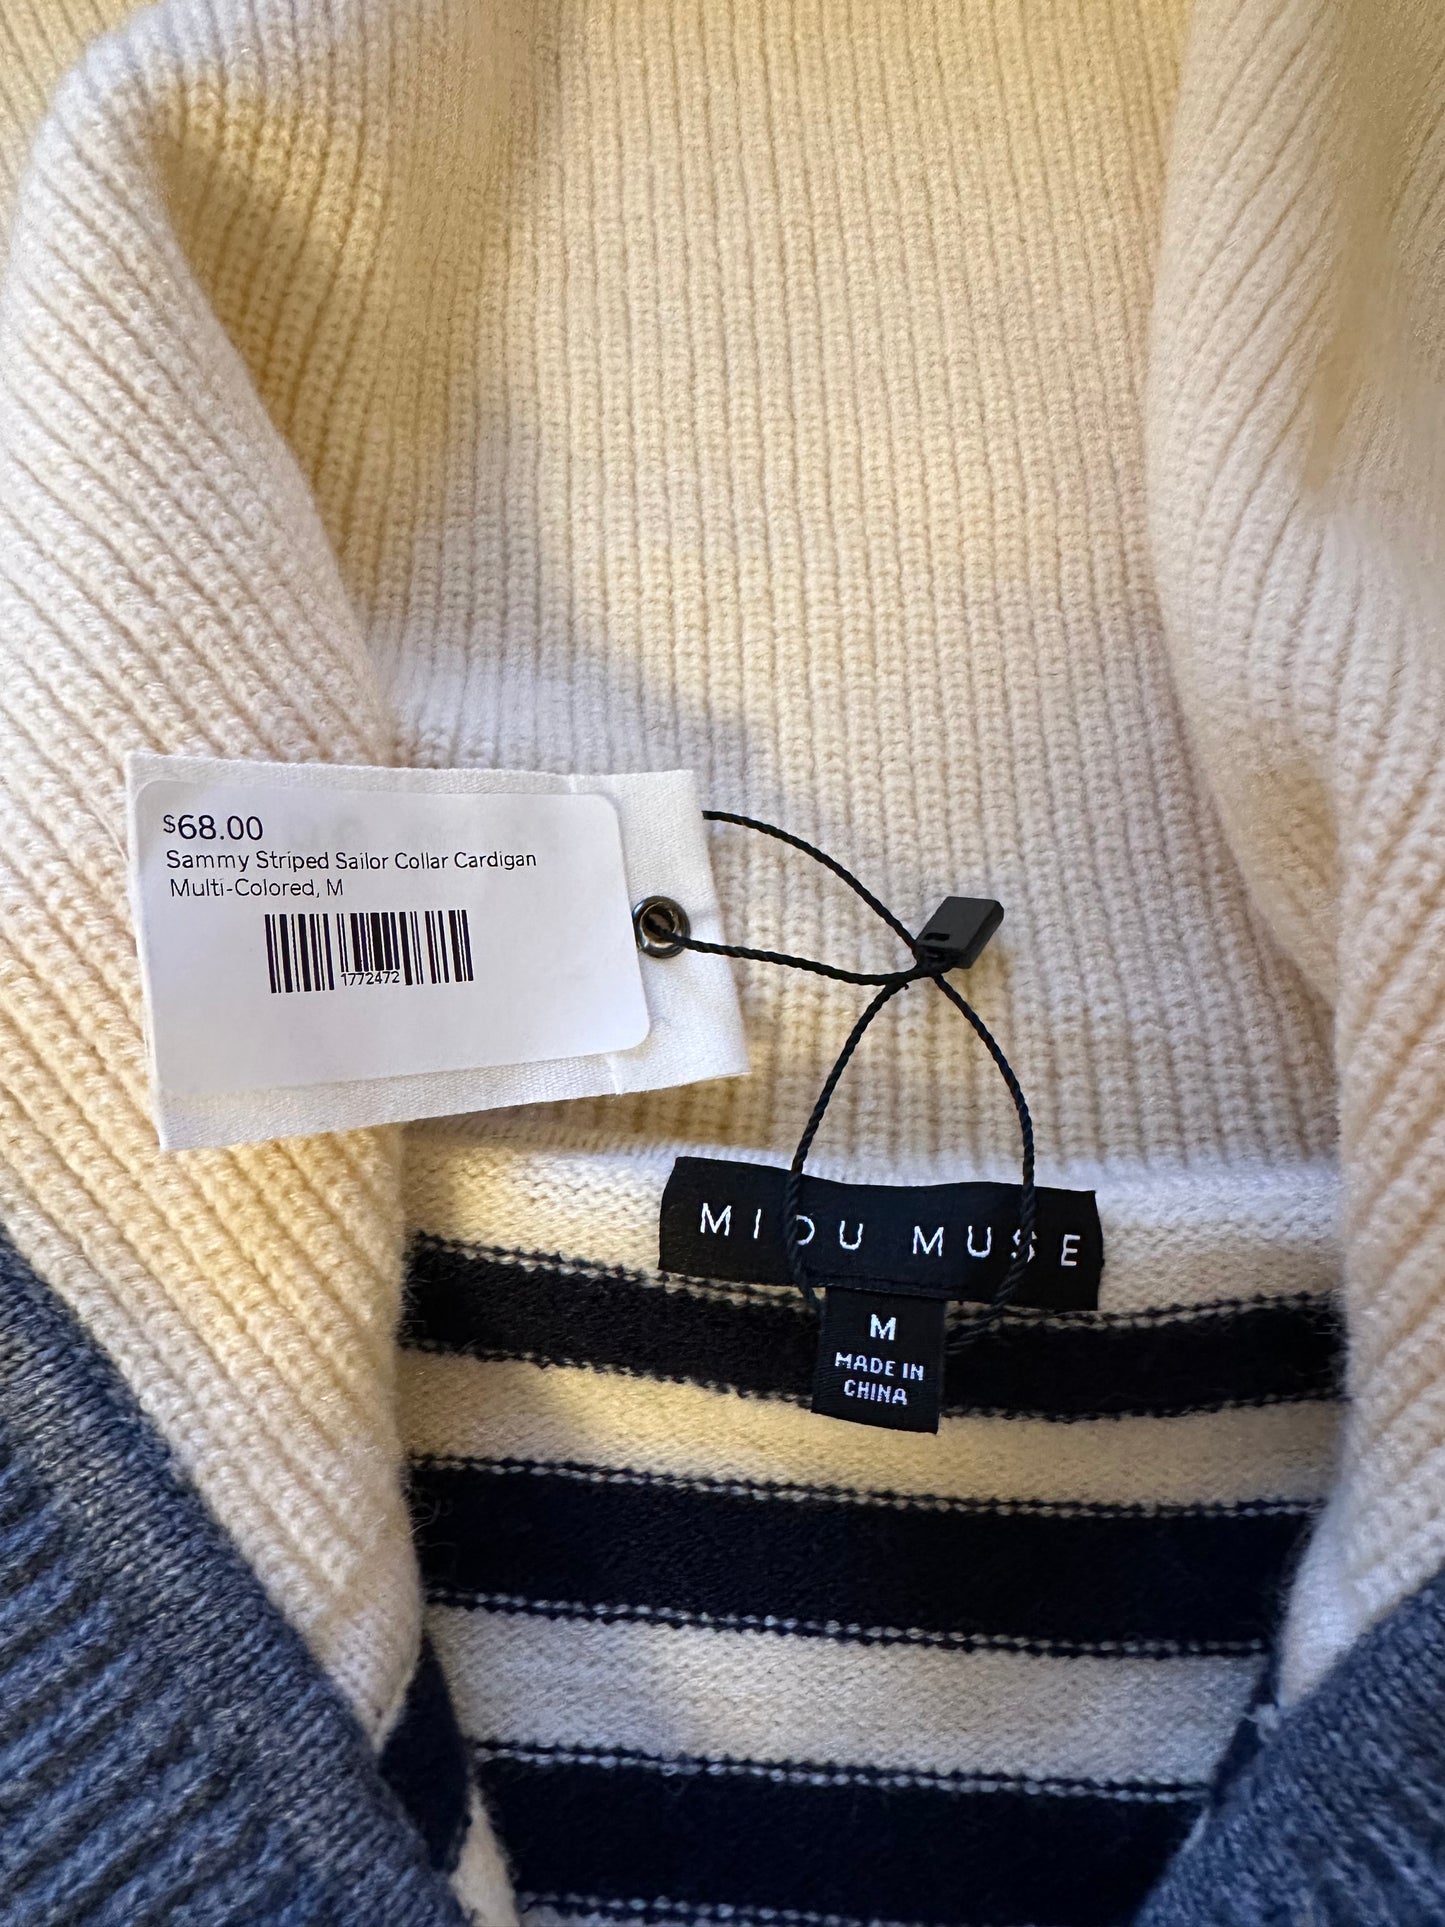 $68.00
Sammy Striped Sailor Collar Cardigan
Multi-Colored, M
1772472
MIOU MUSE
M
MADE IN
CHINA